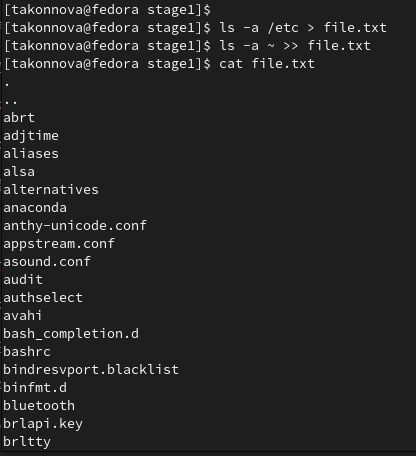 [takonnova@fedora stage1]$
[takonnova@fedora stage1]$ ls -a /etc > file.txt
[takonnova@fedora stage1]$ ls -a ~ >> file.txt
[takonnova@fedora stage1]$ cat file.txt
.
..
abrt
adjtime
aliases
alsa
alternatives
anaconda
anthy-unicode.conf
appstream.conf
asound.conf
audit
authselect
avahi
bash_completion.d
bashrc
bindresvport.blacklist
binfmt.d
bluetooth
brlapi.key
brltty